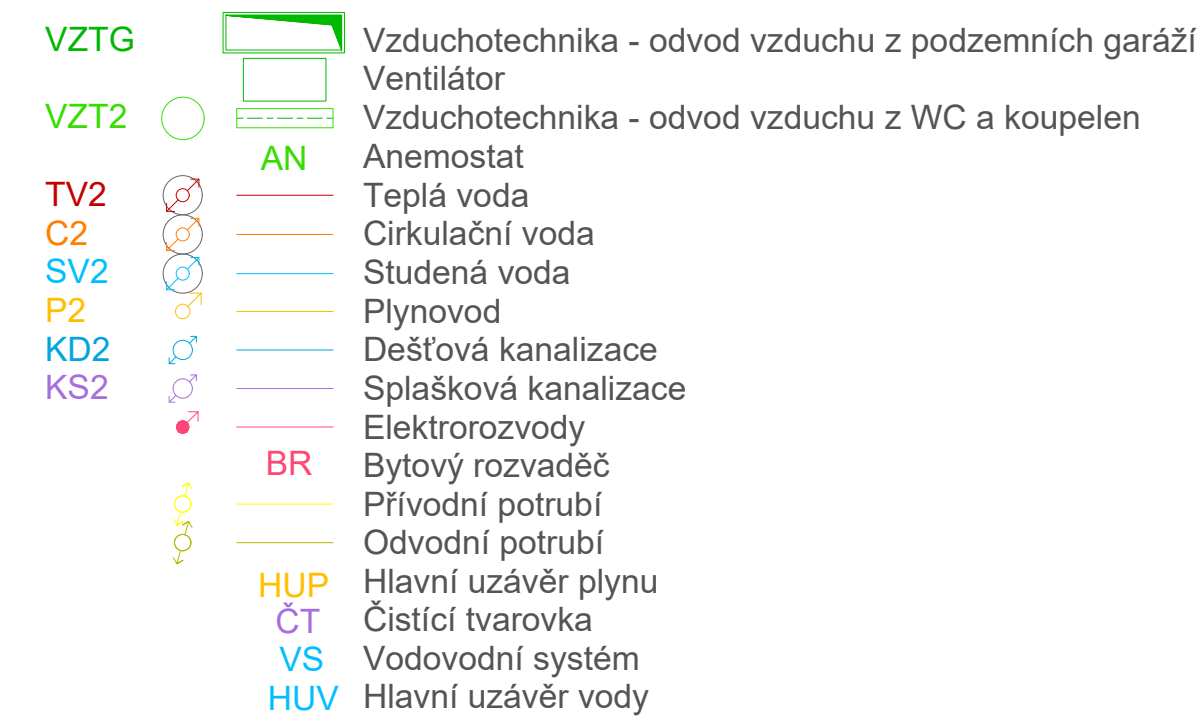 VZTG Vzduchotechnika - odvod vzduchu z podzemních garáží
Ventilátor
VZT2 Vzduchotechnika - odvod vzduchu z WC a koupelen
AN Anemostat
TV2 Teplá voda
C2 Cirkulační voda
SV2 Studená voda
P2 Plynovod
KD2 Dešťová kanalizace
KS2 Splašková kanalizace
Elektrorozvody
BR Bytový rozvaděč
Přívodní potrubí
Odvodní potrubí
HUP Hlavní uzávěr plynu
ČT Čistící tvarovka
VS Vodovodní systém
HUV Hlavní uzávěr vody